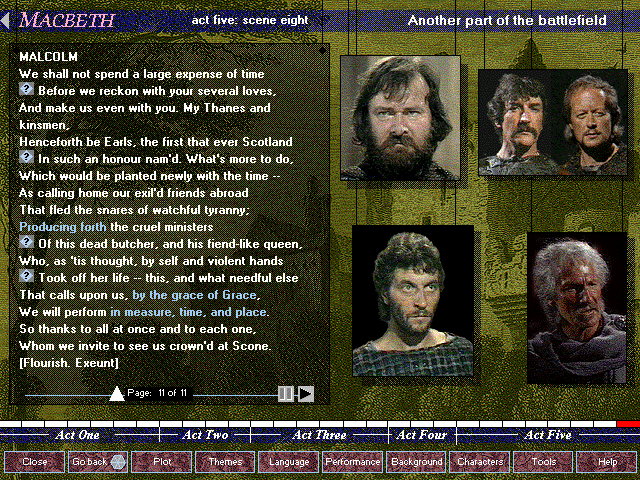 MACBETH
act five: scene eight
Another part of the battlefield
MALCOLM
We shall not spend a large expense of time
? Before we reckon with your several loves,
And make us even with you. My Thanes and
kinsmen,
Henceforth be Earls, the first that ever Scotland
? In such an honour nam'd. What's more to do,
Which would be planted newly with the time --
As calling home our exil'd friends abroad
That fled the snares of watchful tyranny;
Producing forth the cruel ministers
? Of this dead butcher, and his fiend-like queen,
Who, as 'tis thought, by self and violent hands
? Took off her life -- this, and what needful else
That calls upon us, by the grace of Grace,
We will perform in measure, time, and place.
So thanks to all at once and to each one,
Whom we invite to see us crown'd at Scone.
[Flourish. Exeunt]
Page: 11 of 11
Act One Act Two Act Three Act Four Act Five
Close Go back Plot Themes Language Performance Background Characters Tools Help